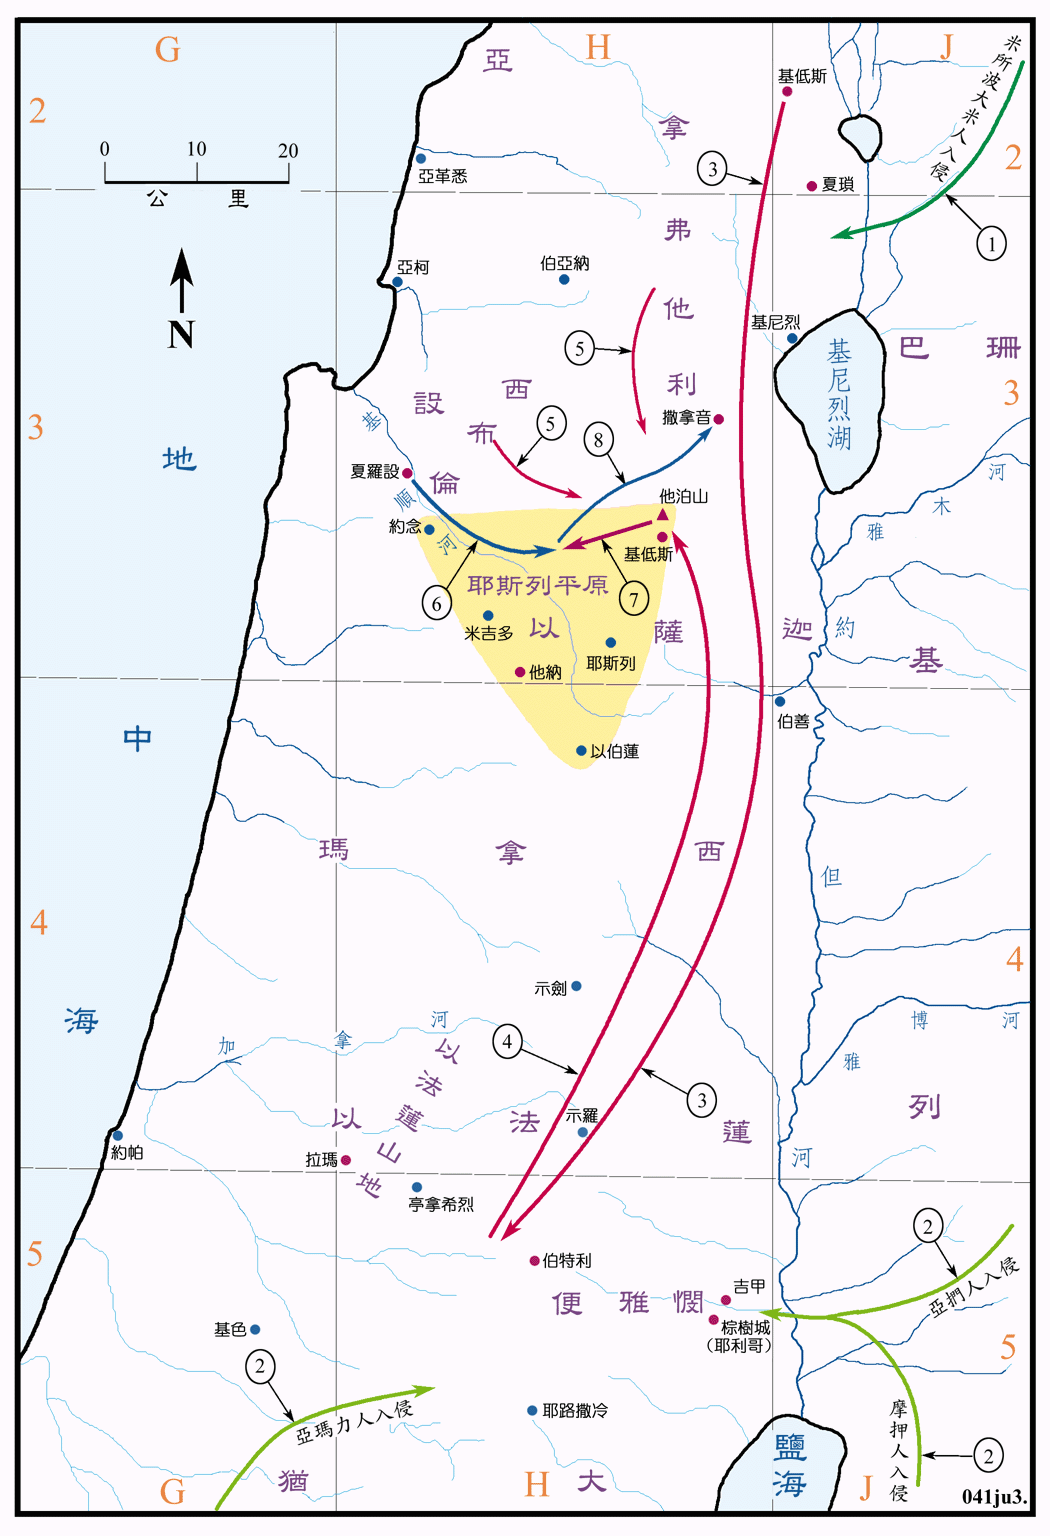 G
H
J
2
亞
基低斯
米所波大米人入侵
拿
2
0
10
20
公里
亞革悉
3
夏瑣
弗
1
亞柯
伯亞納
N
他
基尼烈
巴珊
5
基尼烈湖
設
西
利
3
布
撒拿音
3
5
8
基順河
地
夏羅設
倫
雅木河
他泊山
約念
基低斯
6
7
耶斯列平原
米吉多
以
薩
迦
約
耶斯列
基
他納
伯善
中
以伯蓮
瑪
拿
西
但
4
4
示劍
海
加拿河
雅博河
4
以法蓮山地
3
以
法
蓮
列
示羅
約帕
河
拉瑪
亭拿希烈
5
2
伯特利
亞捫人入侵
吉甲
便雅憫
棕樹城
(耶利哥)
基色
5
2
亞瑪力人入侵
耶路撒冷
摩押人入侵
鹽海
2
猶
大
G
H
J
041ju3.